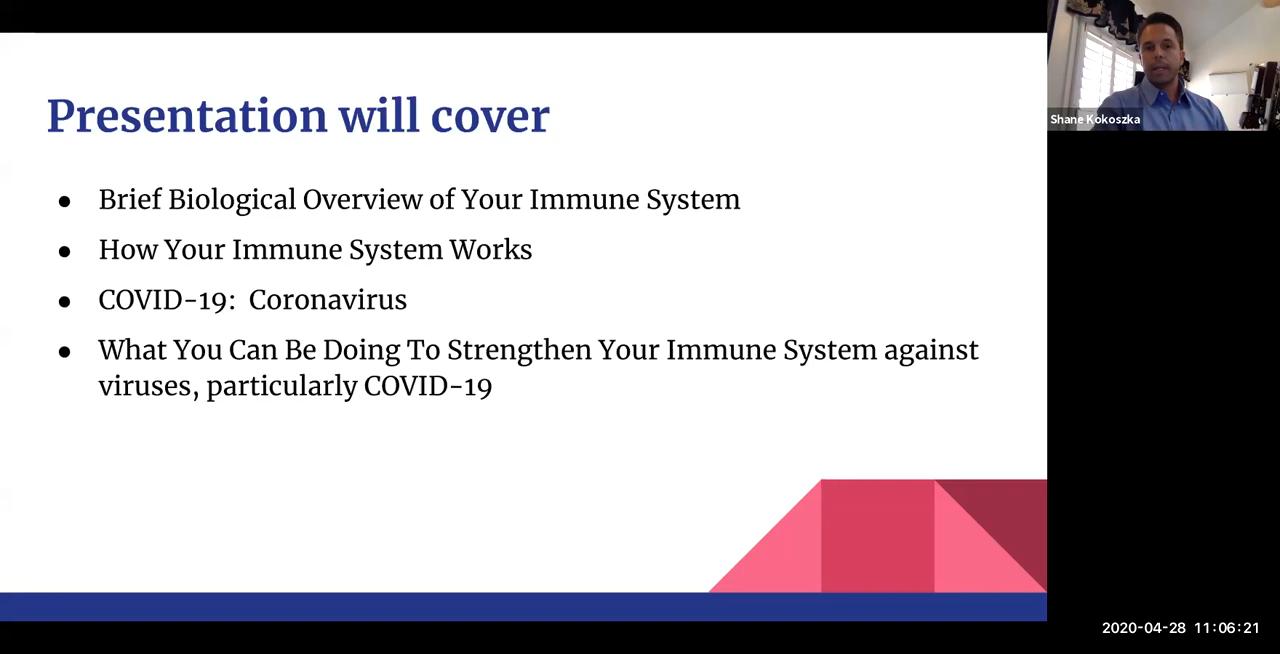 Presentation will cover
● Brief Biological Overview of Your Immune System
● How Your Immune System Works
● COVID-19:  Coronavirus
● What You Can Be Doing To Strengthen Your Immune System against
viruses, particularly COVID-19
Shane Kokoszka
2020-04-28 11:06:21